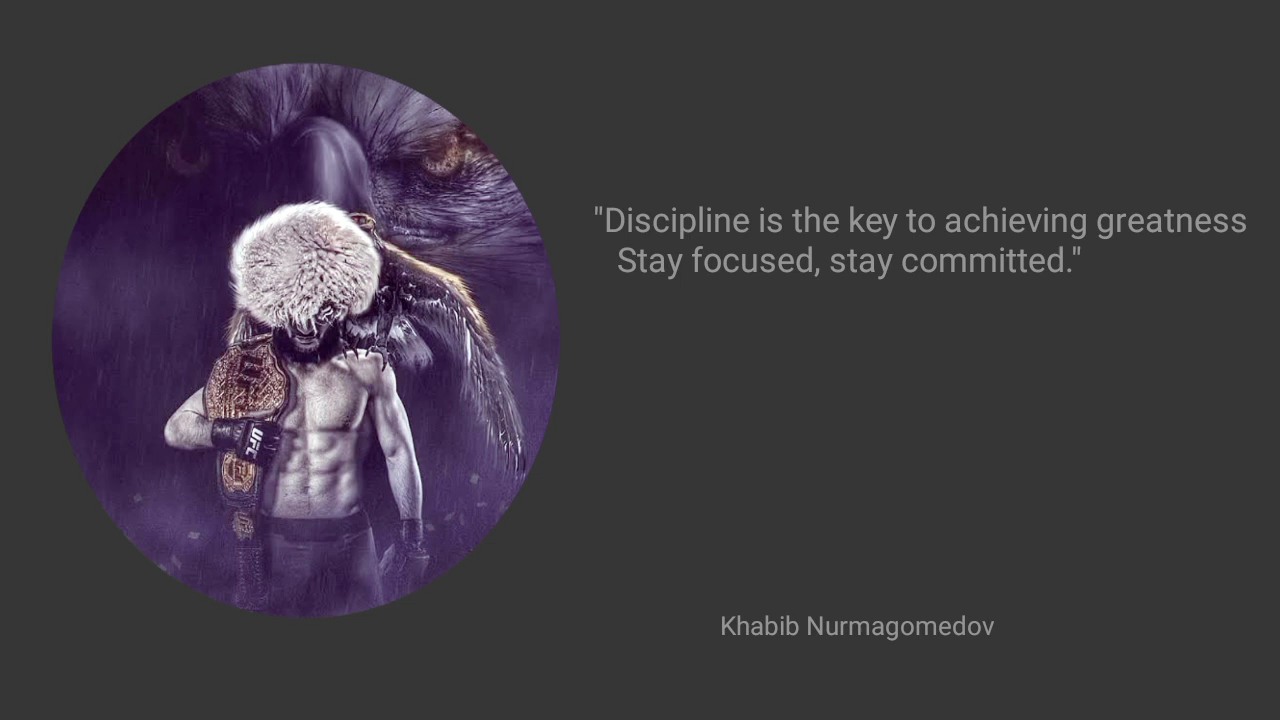 "Discipline is the key to achieving greatness
Stay focused, stay committed."
UFC
Khabib Nurmagomedov